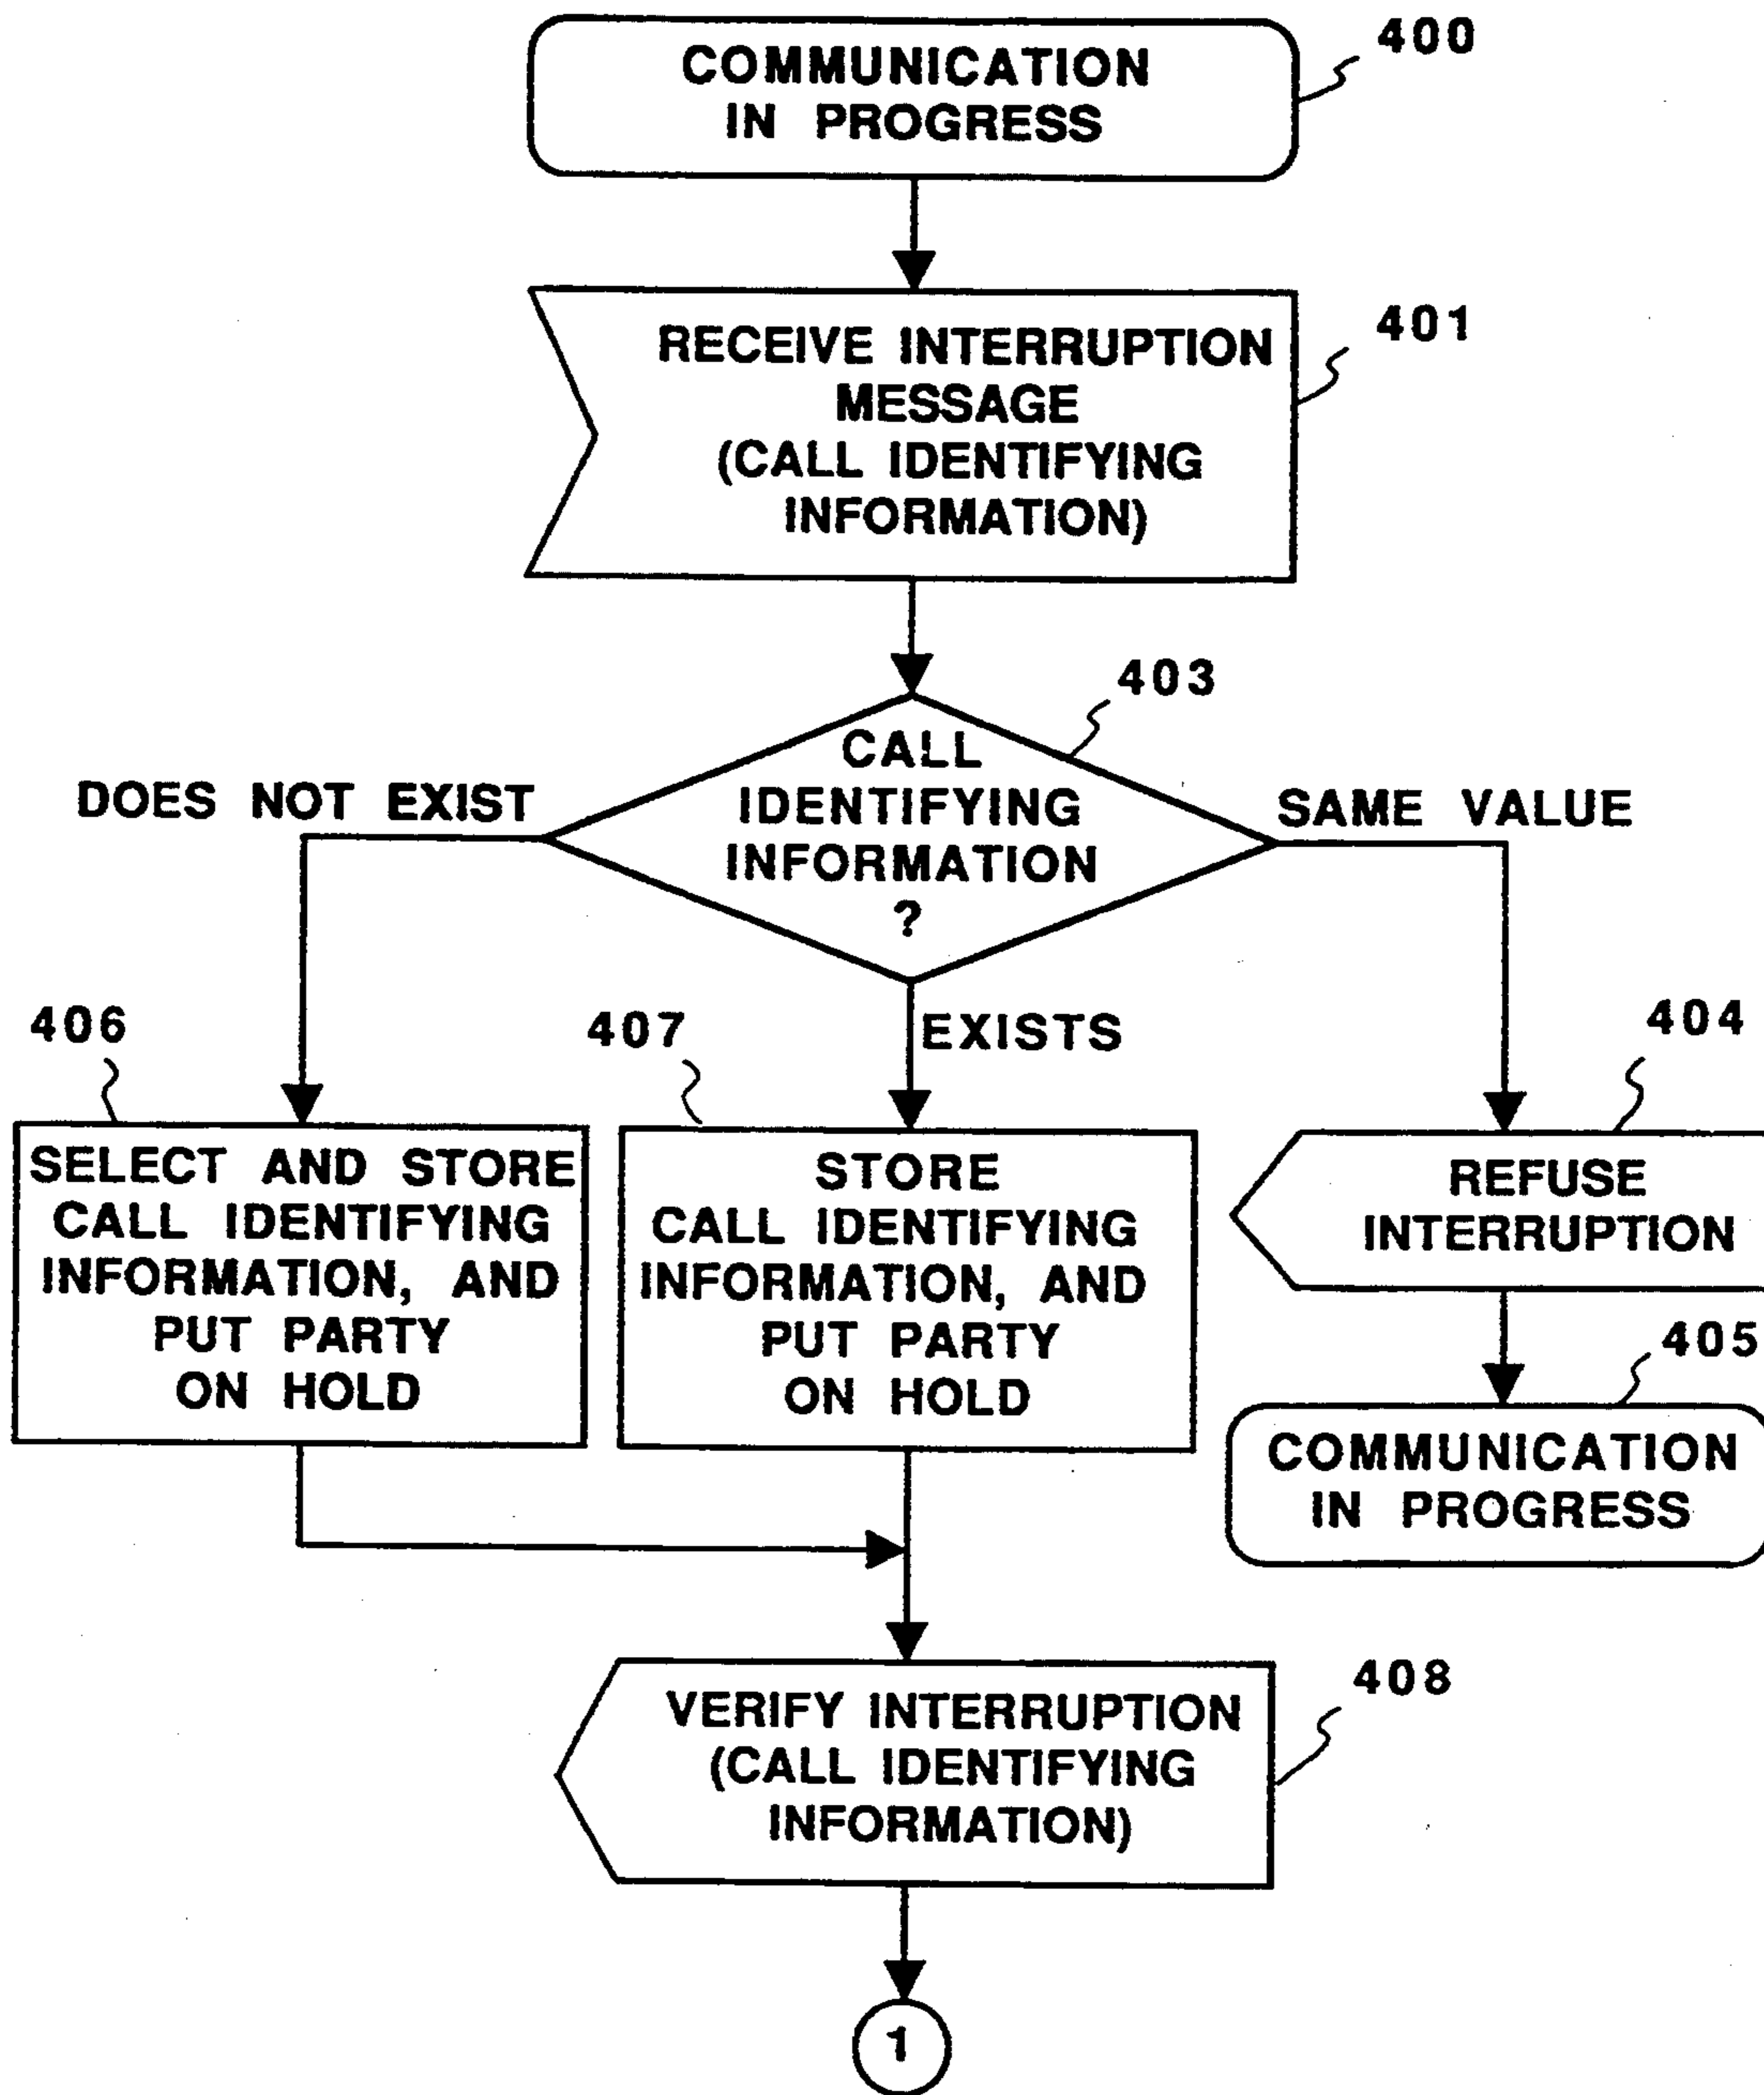 400
COMMUNICATION
IN PROGRESS
401
RECEIVE INTERRUPTION
MESSAGE
(CALL IDENTIFYING
INFORMATION)
403
CALL
IDENTIFYING
INFORMATION
?
DOES NOT EXIST
SAME VALUE
EXISTS
406
SELECT AND STORE
CALL IDENTIFYING
INFORMATION, AND
PUT PARTY
ON HOLD
407
STORE
CALL IDENTIFYING
INFORMATION, AND
PUT PARTY
ON HOLD
404
REFUSE
INTERRUPTION
405
COMMUNICATION
IN PROGRESS
408
VERIFY INTERRUPTION
(CALL IDENTIFYING
INFORMATION)
1